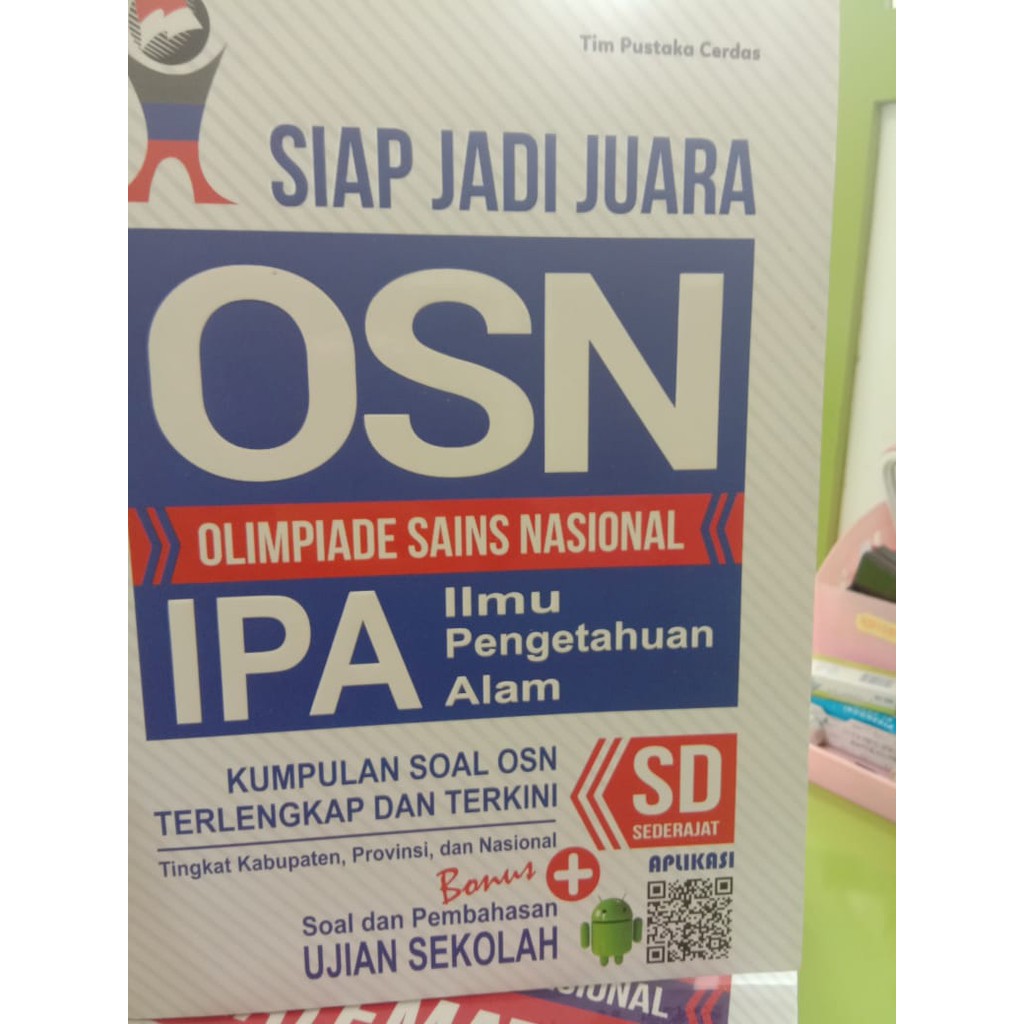 Tim Pustaka Cerdas
SIAP JADI JUARA
OSN
OLIMPIADE SAINS NASIONAL
IPA
Ilmu
Pengetahuan
Alam
KUMPULAN SOAL OSN
TERLENGKAP DAN TERKINI
Tingkat Kabupaten, Provinsi, dan Nasional
SD
SEDERAJAT
Bonus
APLIKASI
Soal dan Pembahasan
UJIAN SEKOLAH